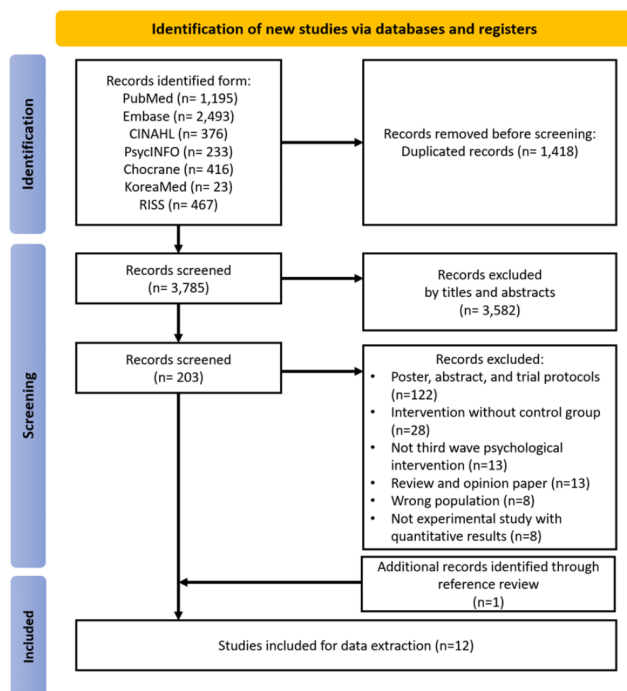 Identification of new studies via databases and registers
Identification
Records identified form:
PubMed (n= 1,195)
Embase (n= 2,493)
CINAHL (n= 376)
PsycINFO (n= 233)
Chocrane (n= 416)
KoreaMed (n= 23)
RISS (n= 467)
Records removed before screening:
Duplicated records (n= 1,418)
Screening
Records screened
(n= 3,785)
Records excluded
by titles and abstracts
(n= 3,582)
Records screened
(n= 203)
Records excluded:
• Poster, abstract, and trial protocols
(n=122)
• Intervention without control group
(n=28)
• Not third wave psychological
intervention (n=13)
• Review and opinion paper (n=13)
• Wrong population (n=8)
• Not experimental study with
quantitative results (n=8)
Additional records identified through
reference review
(n=1)
Included
Studies included for data extraction (n=12)